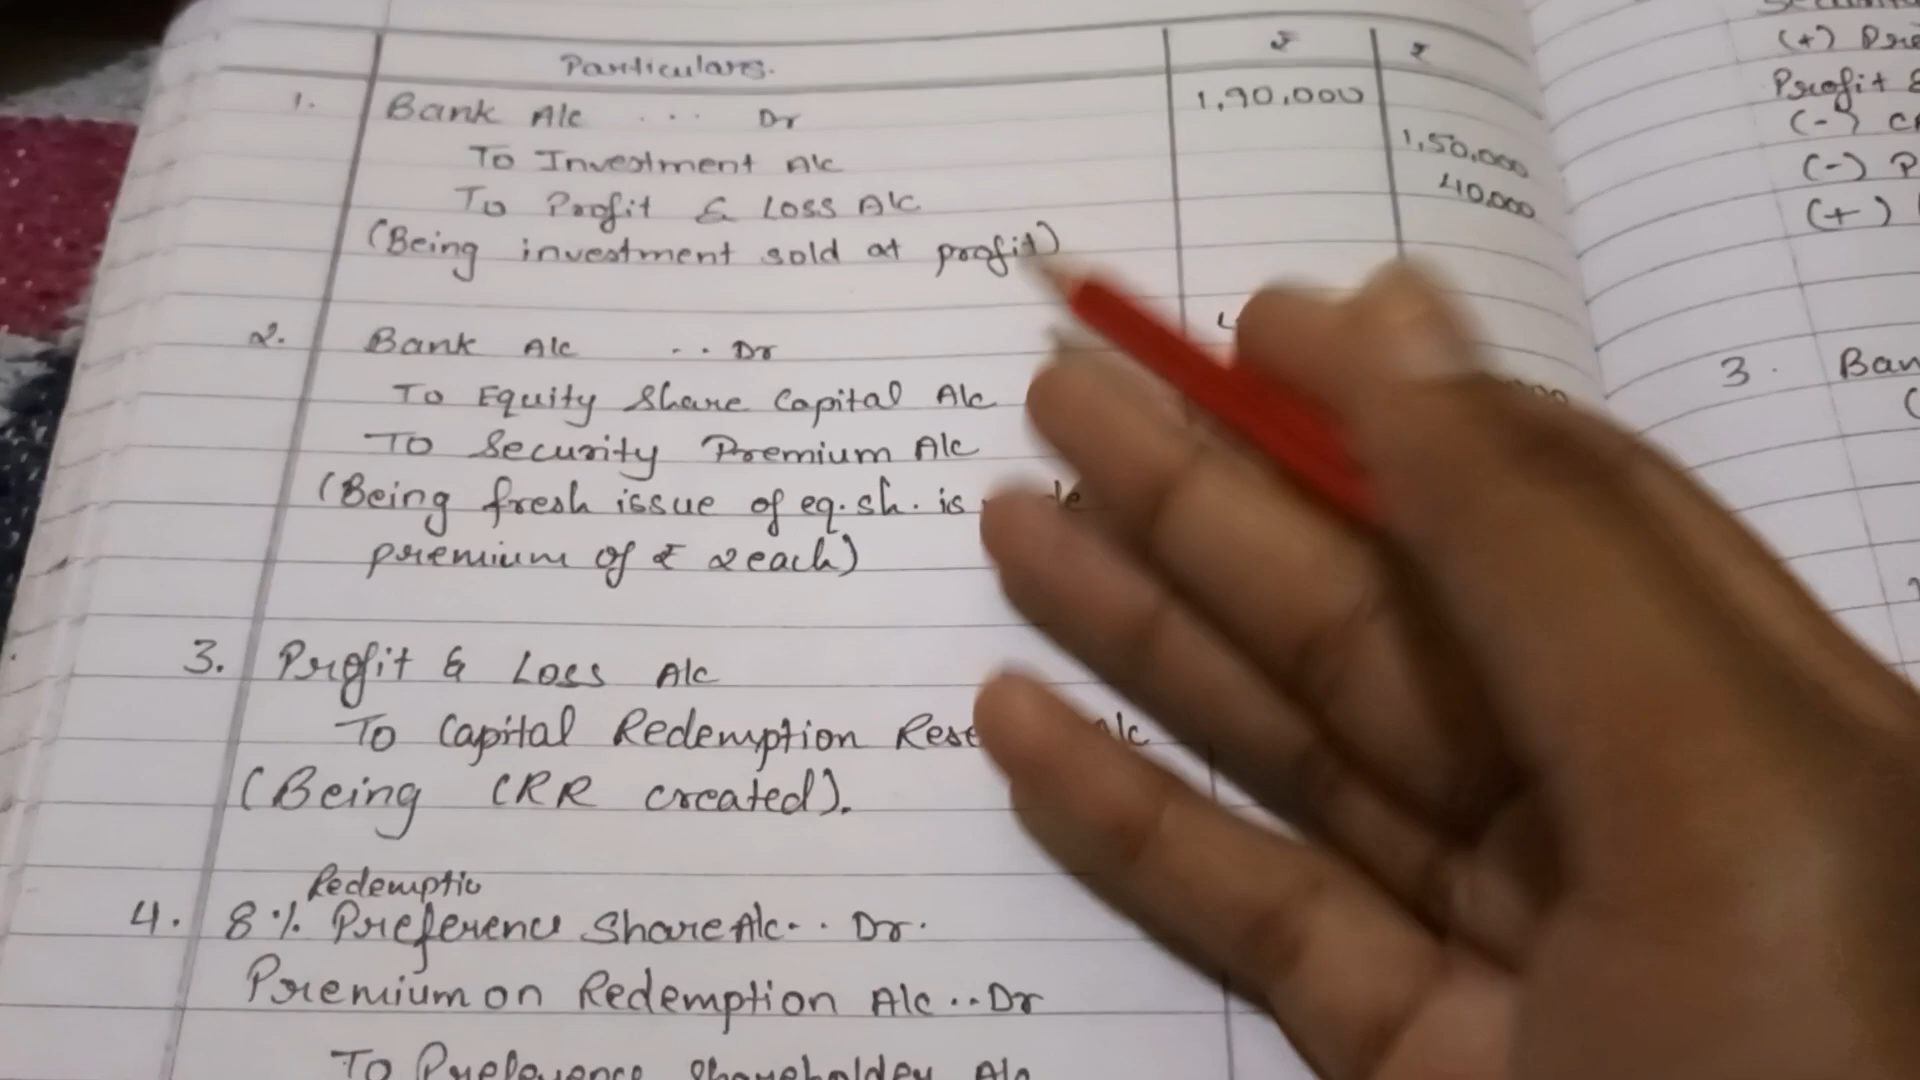 Particulars. ₹ ₹
1. Bank A/c ... Dr 1,90,000
To Investment A/c 1,50,000
To Profit & Loss A/c 40,000
(Being investment sold at profit)
2. Bank A/c .. Dr
To Equity Share Capital A/c
To Security Premium A/c
(Being fresh issue of eq.sh. is
premium of ₹ 2 each)
3. Profit & Loss A/c
To Capital Redemption A/c
(Being CRR created).
Redemptio
4. 8% Preference Share A/c.. Dr.
Premium on Redemption A/c .. Dr
To Preference Shareholder A/c
(+)
Profit &
(-)
(-) P
(+)
3.
(